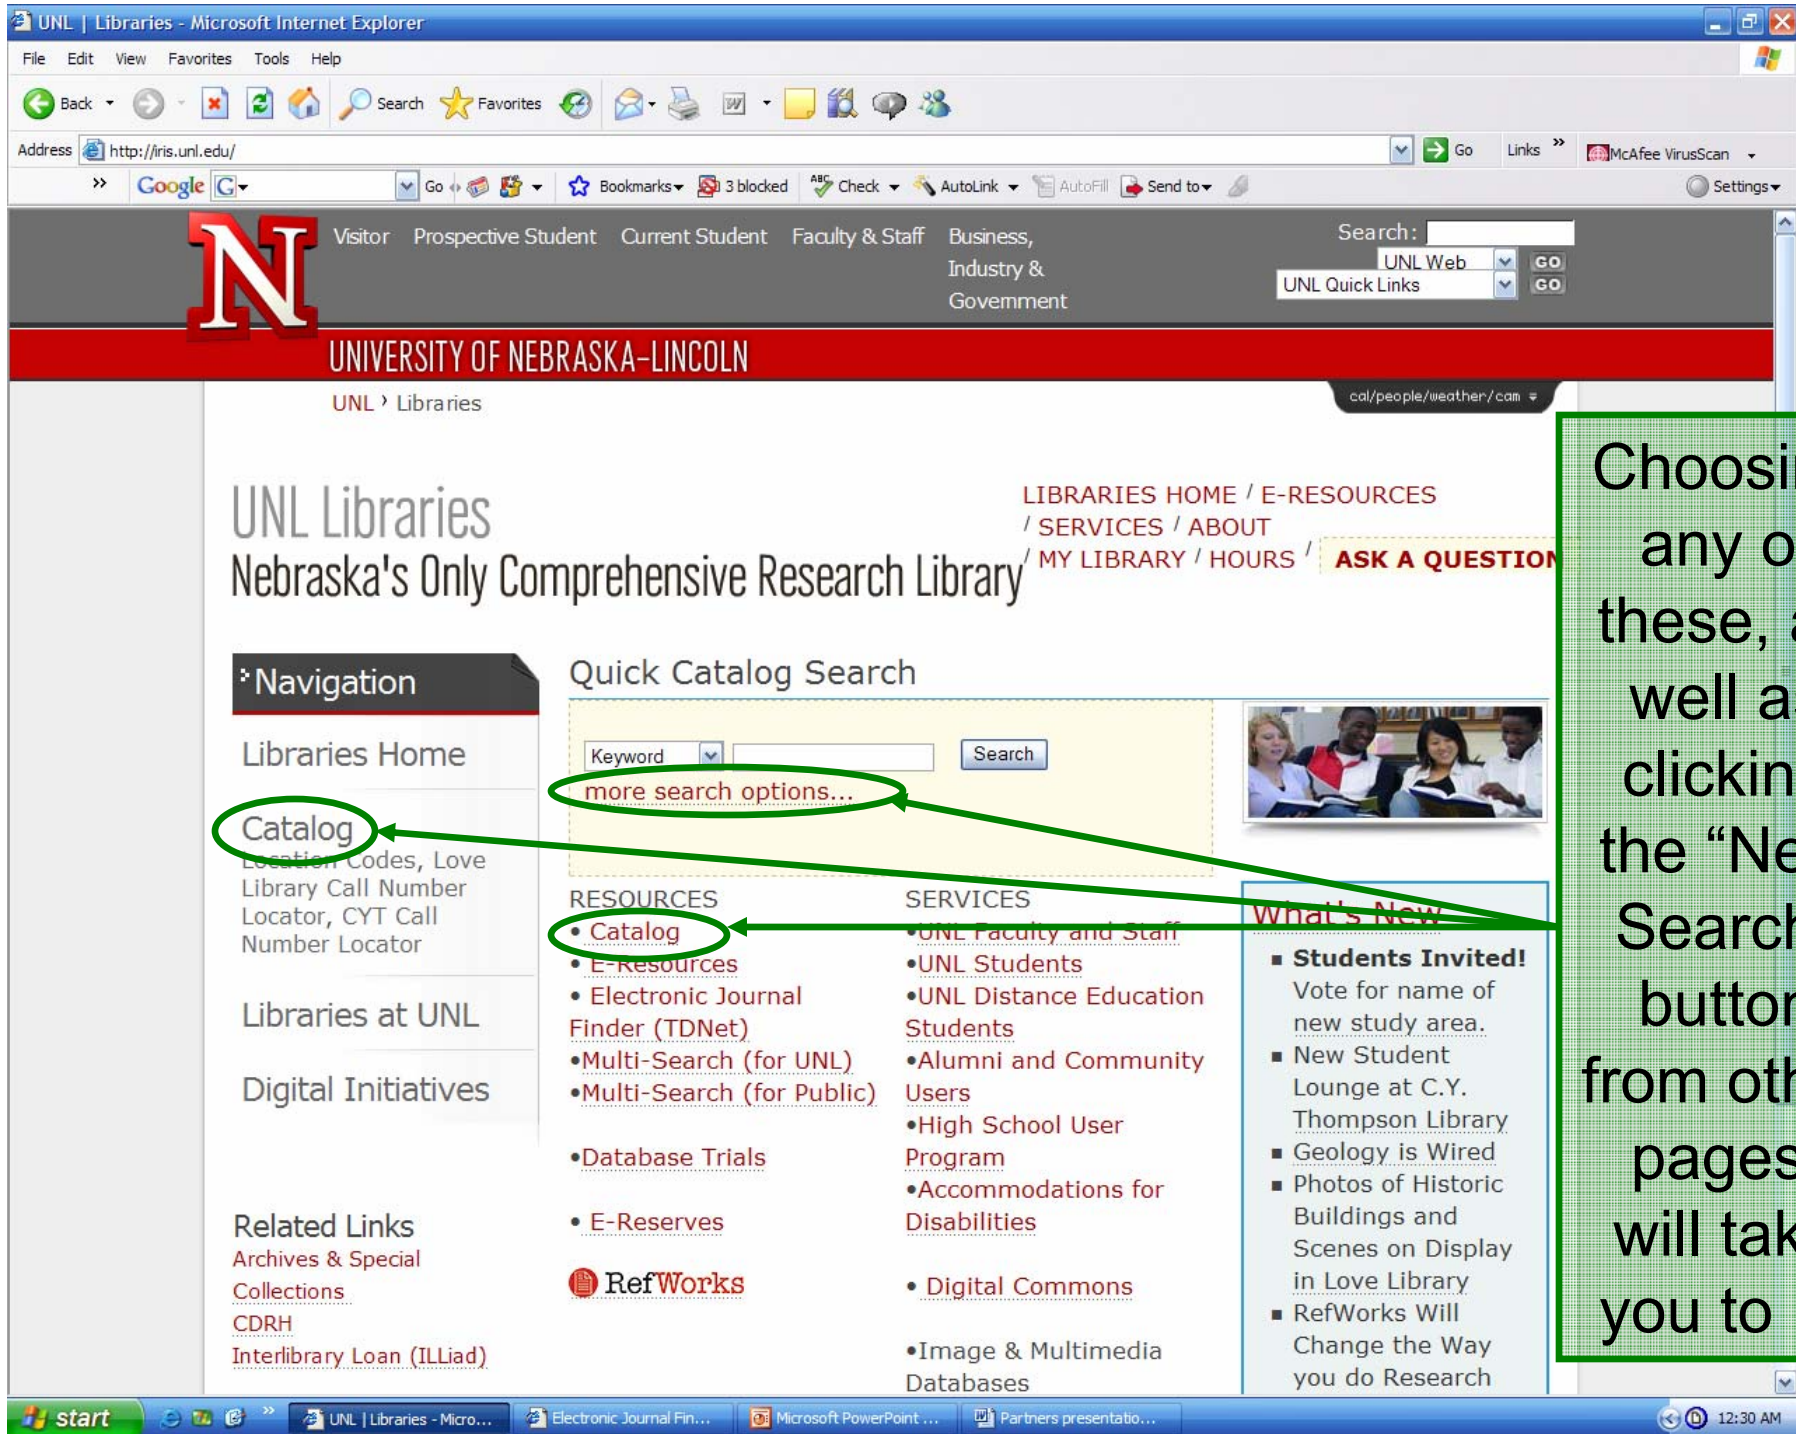 UNL | Libraries - Microsoft Internet Explorer
File Edit View Favorites Tools Help
Back Search Favorites
Address http://iris.unl.edu/ Go Links » McAfee VirusScan
» Google G Go Bookmarks 3 blocked Check AutoLink AutoFill Send to Settings
N
Visitor Prospective Student Current Student Faculty & Staff Business,
Industry &
Government
Search:
UNL Web GO
UNL Quick Links GO
UNIVERSITY OF NEBRASKA–LINCOLN
UNL › Libraries
cal/people/weather/cam
UNL Libraries
Nebraska's Only Comprehensive Research Library
LIBRARIES HOME / E-RESOURCES
/ SERVICES / ABOUT
/ MY LIBRARY / HOURS / ASK A QUESTION
Navigation
Libraries Home
Catalog
Location Codes, Love
Library Call Number
Locator, CYT Call
Number Locator
Libraries at UNL
Digital Initiatives
Related Links
Archives & Special
Collections
CDRH
Interlibrary Loan (ILLiad)
Quick Catalog Search
Keyword Search
more search options...
RESOURCES
• Catalog
• E-Resources
• Electronic Journal
Finder (TDNet)
•Multi-Search (for UNL)
•Multi-Search (for Public)
•Database Trials
• E-Reserves
RefWorks
SERVICES
•UNL Faculty and Staff
•UNL Students
•UNL Distance Education
Students
•Alumni and Community
Users
•High School User
Program
•Accommodations for
Disabilities
• Digital Commons
•Image & Multimedia
Databases
What's New
▪ Students Invited!
Vote for name of
new study area.
▪ New Student
Lounge at C.Y.
Thompson Library
▪ Geology is Wired
▪ Photos of Historic
Buildings and
Scenes on Display
in Love Library
▪ RefWorks Will
Change the Way
you do Research
any o
these, a
well as
the “Ne
button
pages
you to
start » UNL | Libraries - Micro... Electronic Journal Fin... Microsoft PowerPoint ... Partners presentatio... 12:30 AM